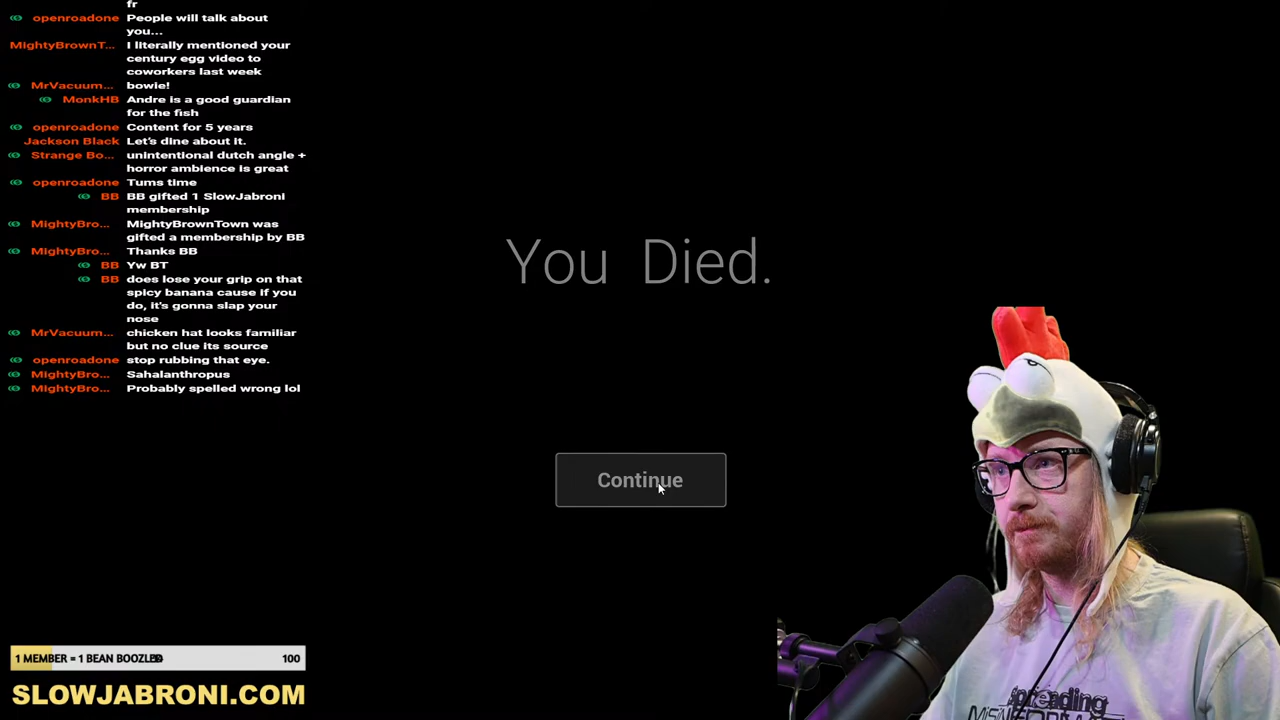 fr
openroadone People will talk about
you...
MightyBrownT... I literally mentioned your
century egg video to
coworkers last week
MrVacuum... bowie!
MonkHB Andre is a good guardian
for the fish
openroadone Content for 5 years
Jackson Black Let's dine about it.
Strange Bo... unintentional dutch angle +
horror ambience is great
openroadone Tums time
BB BB gifted 1 SlowJabroni
membership
MightyBro... MightyBrownTown was
gifted a membership by BB
MightyBro... Thanks BB
BB Yw BT
BB does lose your grip on that
spicy banana cause if you
do, it's gonna slap your
nose
MrVacuum... chicken hat looks familiar
but no clue its source
openroadone stop rubbing that eye.
MightyBro... Sahalanthropus
MightyBro... Probably spelled wrong lol
You Died.
Continue
1 MEMBER = 1 BEAN BOOZLED
100
SLOWJABRONI.COM
spreading